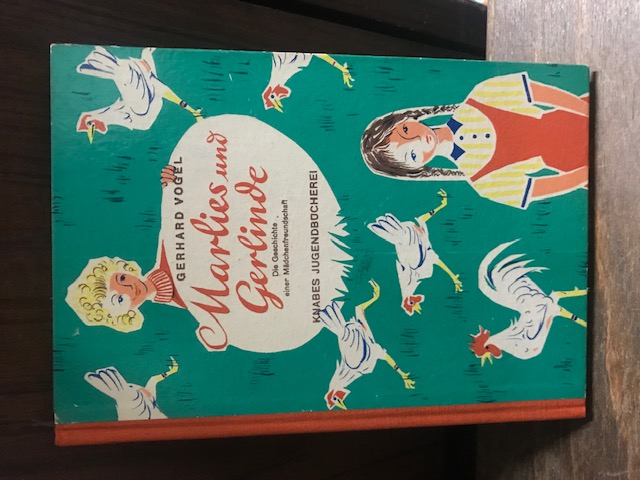 GERHARD VOGEL
Marlies und
Gerlinde
Die Geschichte
einer Mädchenfreundschaft
KNABES JUGENDBÜCHEREI